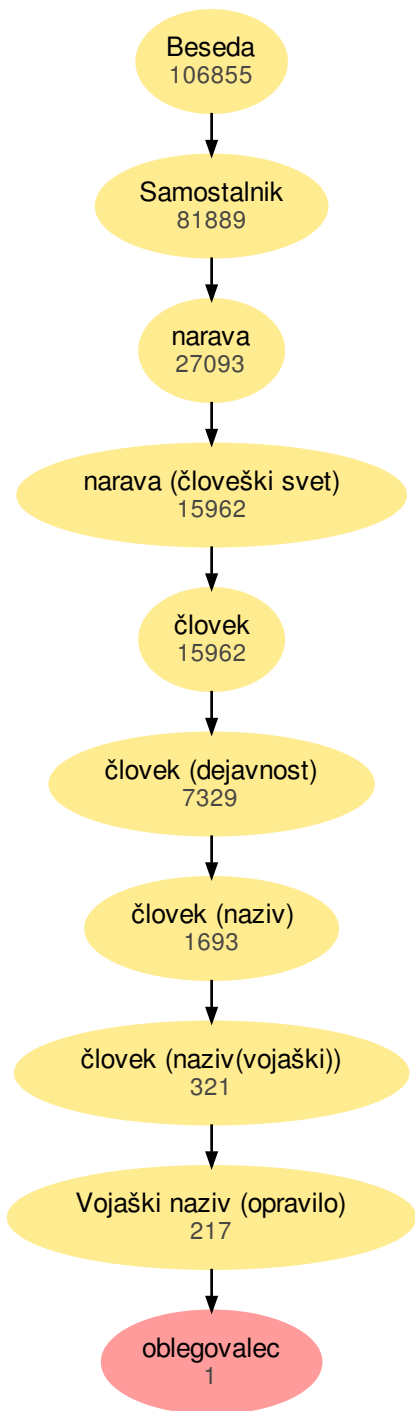 Beseda
106855
Samostalnik
81889
narava
27093
narava (človeški svet)
15962
človek
15962
človek (dejavnost)
7329
človek (naziv)
1693
človek (naziv(vojaški))
321
Vojaški naziv (opravilo)
217
oblegovalec
1